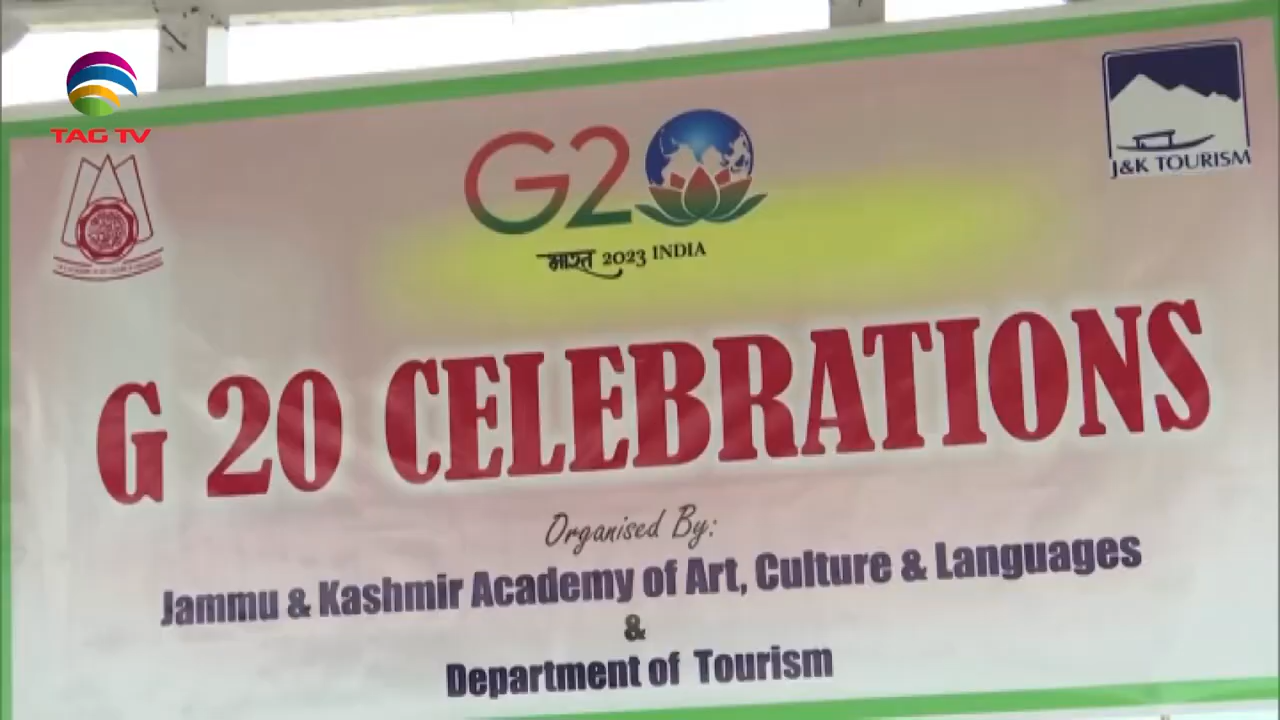 TAG TV
G20
भारत 2023 INDIA
J&K TOURISM
G 20 CELEBRATIONS
Organised By:
Jammu & Kashmir Academy of Art, Culture & Languages
&
Department of Tourism